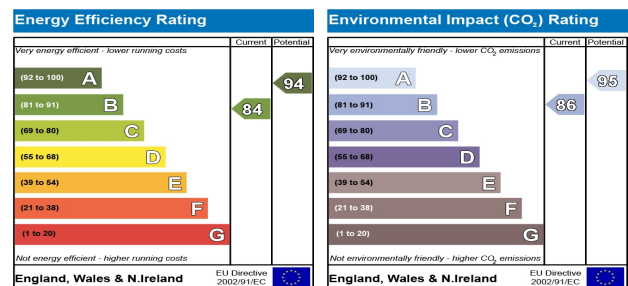 Energy Efficiency Rating
Current Potential
Very energy efficient - lower running costs
(92 to 100) A
94
(81 to 91) B
84
(69 to 80) C
(55 to 68) D
(39 to 54) E
(21 to 38) F
(1 to 20) G
Not energy efficient - higher running costs
England, Wales & N.Ireland
EU Directive
2002/91/EC
Environmental Impact (CO₂) Rating
Current Potential
Very environmentally friendly - lower CO₂ emissions
(92 to 100) A
95
(81 to 91) B
86
(69 to 80) C
(55 to 68) D
(39 to 54) E
(21 to 38) F
(1 to 20) G
Not environmentally friendly - higher CO₂ emissions
England, Wales & N.Ireland
EU Directive
2002/91/EC